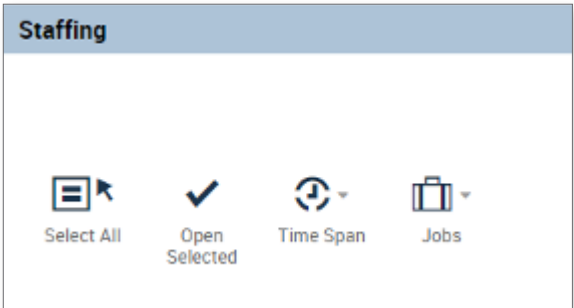 Staffing
Select All
Open
Selected
Time Span
Jobs